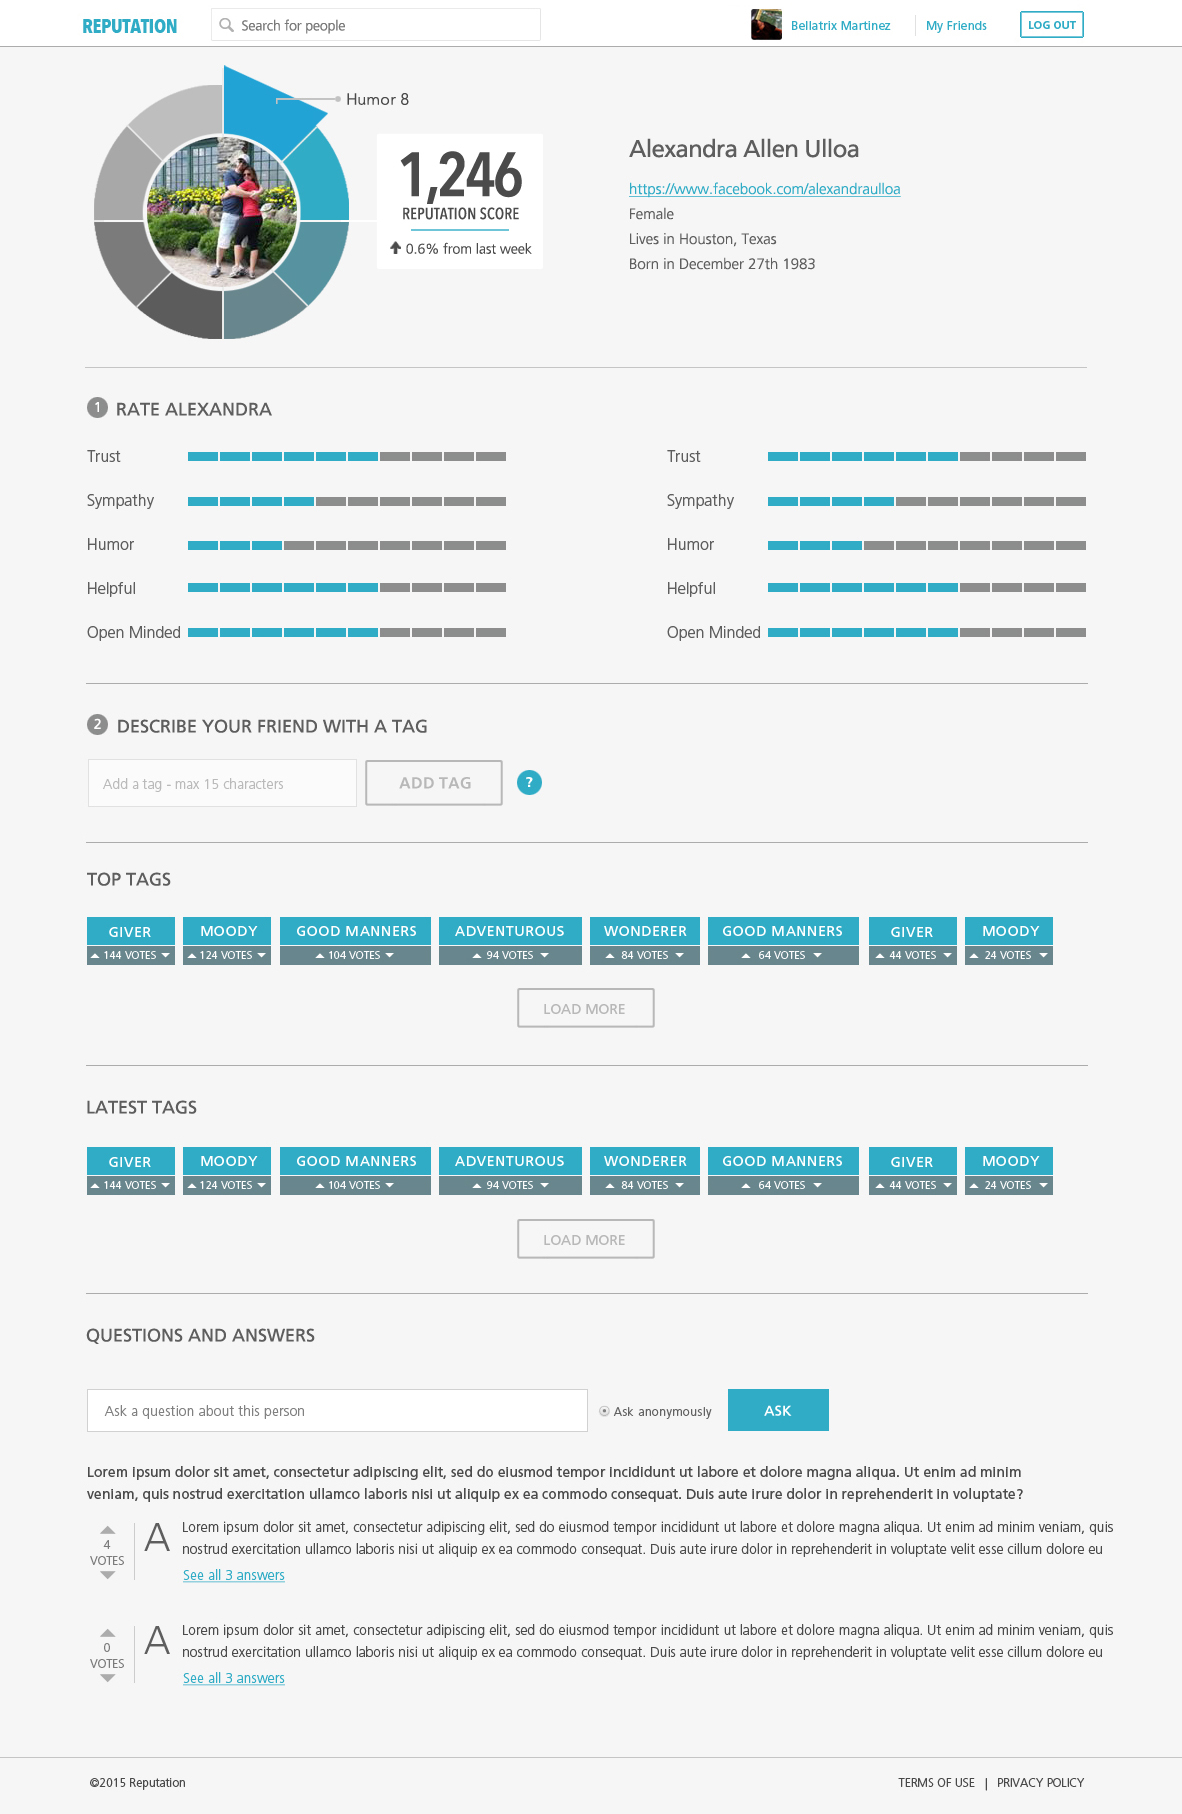 REPUTATION
Search for people
Bellatrix Martinez
My Friends
LOG OUT
Humor 8
1,246
REPUTATION SCORE
0.6% from last week
Alexandra Allen Ulloa
https://www.facebook.com/alexandraulloa
Female
Lives in Houston, Texas
Born in December 27th 1983
1 RATE ALEXANDRA
Trust
Sympathy
Humor
Helpful
Open Minded
Trust
Sympathy
Humor
Helpful
Open Minded
2 DESCRIBE YOUR FRIEND WITH A TAG
Add a tag - max 15 characters
ADD TAG
?
TOP TAGS
GIVER MOODY GOOD MANNERS ADVENTUROUS WONDERER GOOD MANNERS GIVER MOODY
144 VOTES 124 VOTES 104 VOTES 94 VOTES 84 VOTES 64 VOTES 44 VOTES 24 VOTES
LOAD MORE
LATEST TAGS
GIVER MOODY GOOD MANNERS ADVENTUROUS WONDERER GOOD MANNERS GIVER MOODY
144 VOTES 124 VOTES 104 VOTES 94 VOTES 84 VOTES 64 VOTES 44 VOTES 24 VOTES
LOAD MORE
QUESTIONS AND ANSWERS
Ask a question about this person
Ask anonymously
ASK
Lorem ipsum dolor sit amet, consectetur adipiscing elit, sed do eiusmod tempor incididunt ut labore et dolore magna aliqua. Ut enim ad minim
veniam, quis nostrud exercitation ullamco laboris nisi ut aliquip ex ea commodo consequat. Duis aute irure dolor in reprehenderit in voluptate?
4
VOTES
A
Lorem ipsum dolor sit amet, consectetur adipiscing elit, sed do eiusmod tempor incididunt ut labore et dolore magna aliqua. Ut enim ad minim veniam, quis
nostrud exercitation ullamco laboris nisi ut aliquip ex ea commodo consequat. Duis aute irure dolor in reprehenderit in voluptate velit esse cillum dolore eu
See all 3 answers
0
VOTES
A
Lorem ipsum dolor sit amet, consectetur adipiscing elit, sed do eiusmod tempor incididunt ut labore et dolore magna aliqua. Ut enim ad minim veniam, quis
nostrud exercitation ullamco laboris nisi ut aliquip ex ea commodo consequat. Duis aute irure dolor in reprehenderit in voluptate velit esse cillum dolore eu
See all 3 answers
©2015 Reputation
TERMS OF USE | PRIVACY POLICY